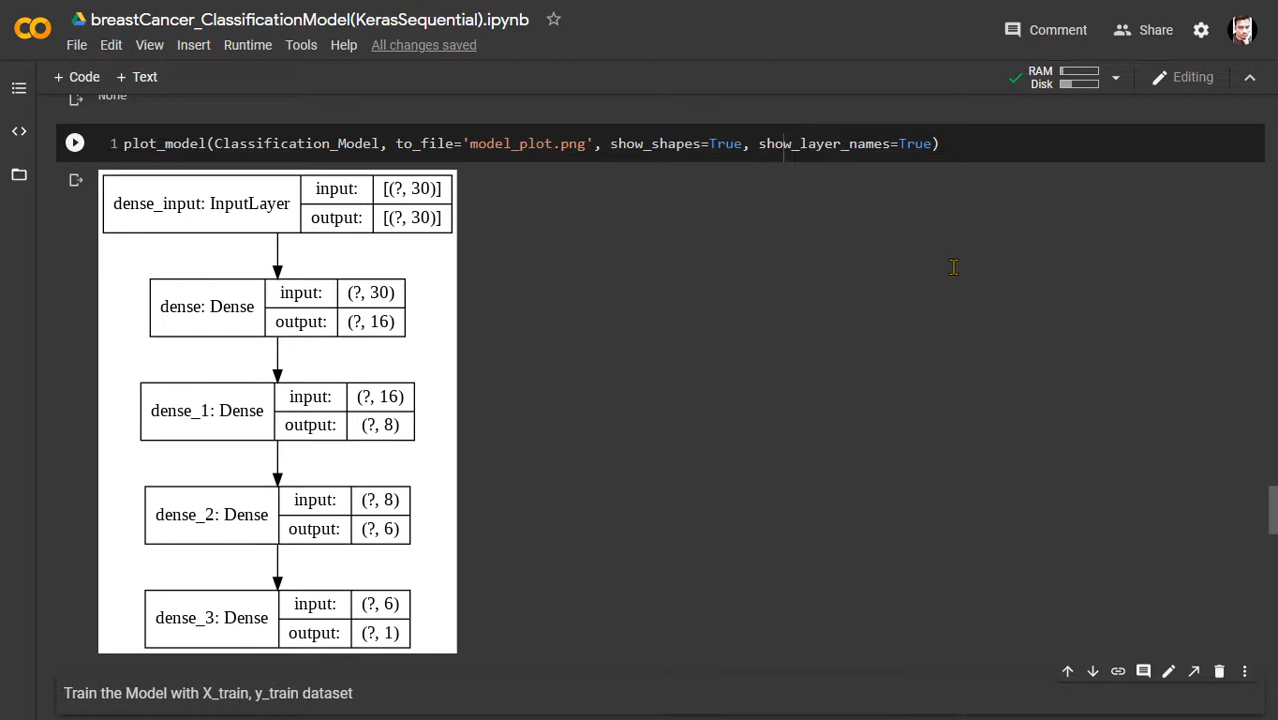 breastCancer_ClassificationModel(KerasSequential).ipynb
Comment
Share
File Edit View Insert Runtime Tools Help All changes saved
+ Code + Text
RAM
Disk
Editing
None
1 plot_model(Classification_Model, to_file='model_plot.png', show_shapes=True, show_layer_names=True)
dense_input: InputLayer
input: [(?, 30)]
output: [(?, 30)]
dense: Dense
input: (?, 30)
output: (?, 16)
dense_1: Dense
input: (?, 16)
output: (?, 8)
dense_2: Dense
input: (?, 8)
output: (?, 6)
dense_3: Dense
input: (?, 6)
output: (?, 1)
Train the Model with X_train, y_train dataset